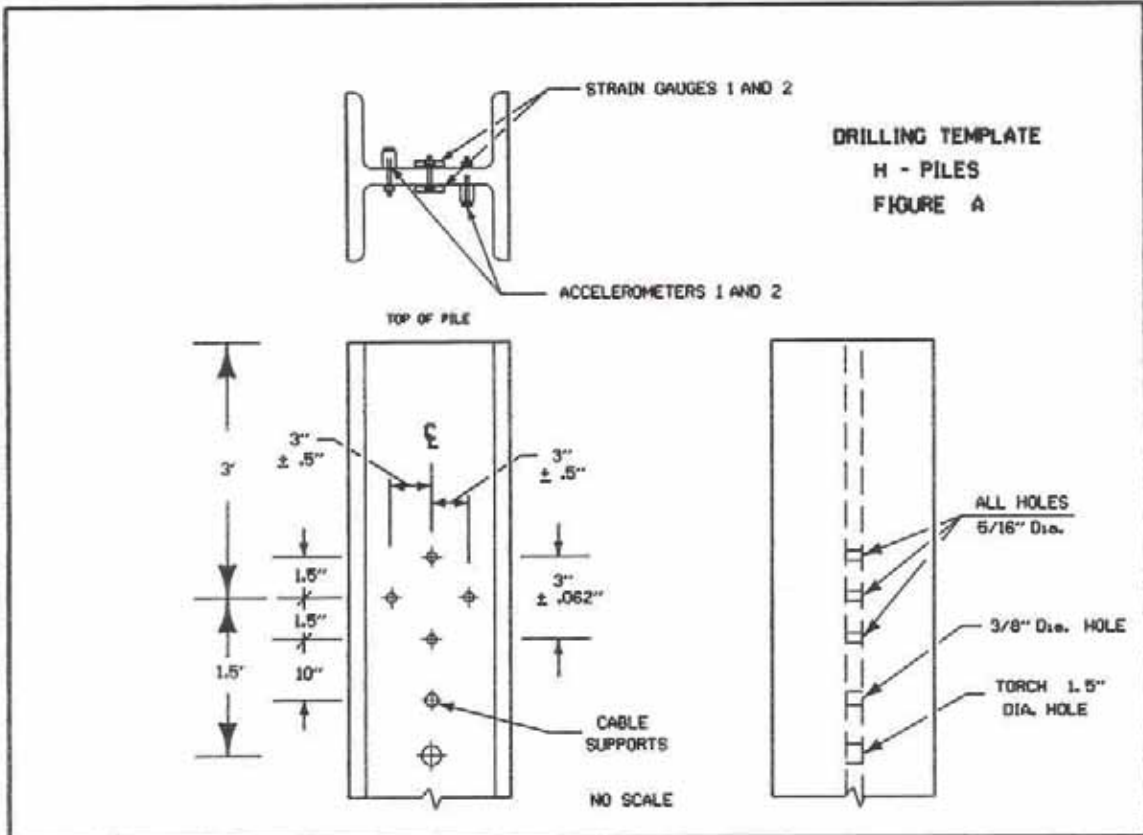 STRAIN GAUGES 1 AND 2
DRILLING TEMPLATE
H - PILES
FIGURE A
ACCELEROMETERS 1 AND 2
TOP OF PILE
3'
3"
± .5"
℄
3"
± .5"
1.5"
1.5"
10"
1.5'
3"
± .062"
ALL HOLES
5/16" Dia.
3/8" Dia. HOLE
TORCH 1.5"
DIA. HOLE
CABLE
SUPPORTS
NO SCALE